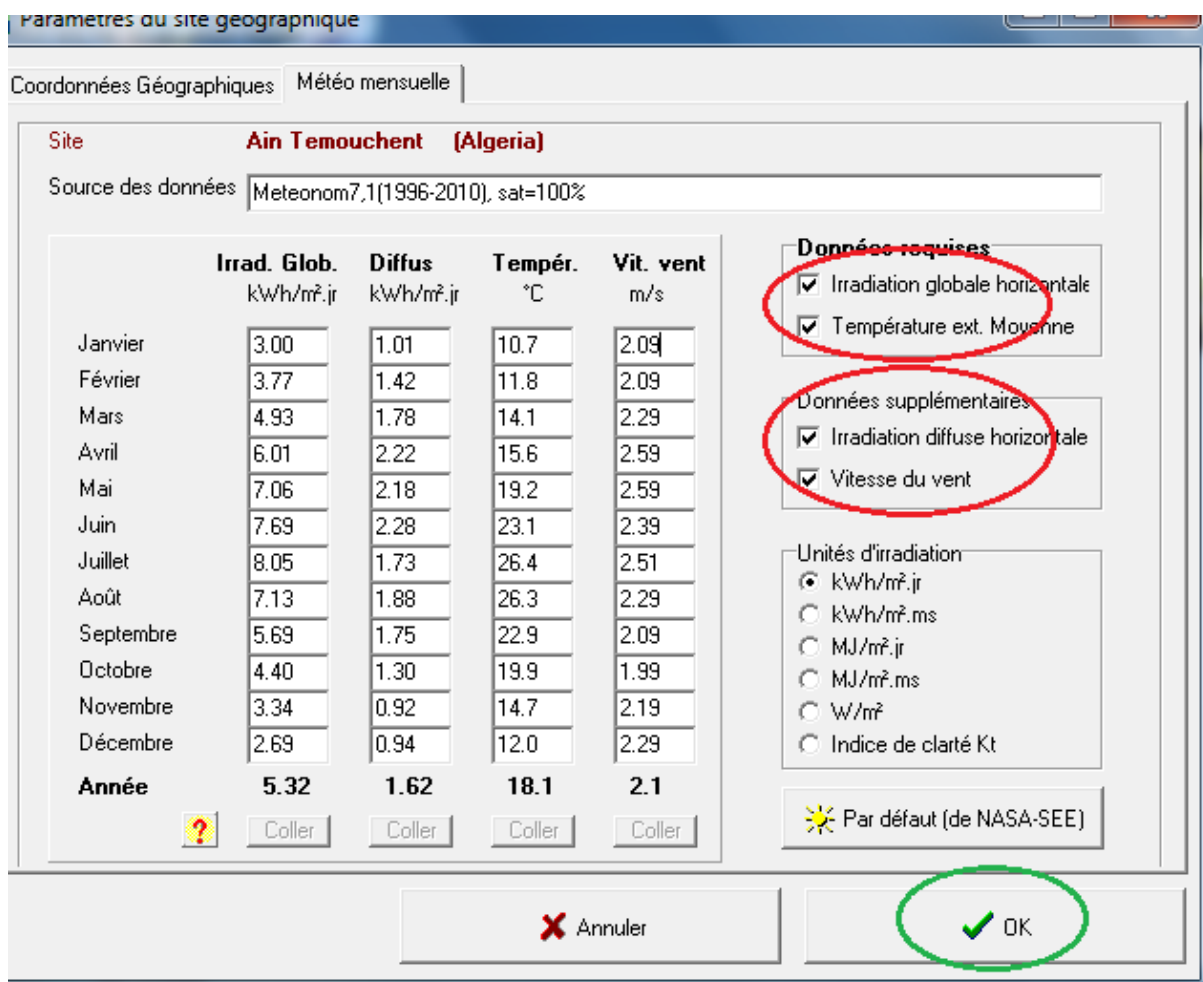 Paramètres du site géographique
Coordonnées Géographiques Météo mensuelle
Site Ain Temouchent (Algeria)
Source des données Meteonom7,1(1996-2010), sat=100%
Irrad. Glob. Diffus Tempér. Vit. vent
kWh/m².jr kWh/m².jr °C m/s
Janvier 3.00 1.01 10.7 2.09
Février 3.77 1.42 11.8 2.09
Mars 4.93 1.78 14.1 2.29
Avril 6.01 2.22 15.6 2.59
Mai 7.06 2.18 19.2 2.59
Juin 7.69 2.28 23.1 2.39
Juillet 8.05 1.73 26.4 2.51
Août 7.13 1.88 26.3 2.29
Septembre 5.69 1.75 22.9 2.09
Octobre 4.40 1.30 19.9 1.99
Novembre 3.34 0.92 14.7 2.19
Décembre 2.69 0.94 12.0 2.29
Année 5.32 1.62 18.1 2.1
? Coller Coller Coller Coller
Données requises
Irradiation globale horizontale
Température ext. Moyenne
Données supplémentaires
Irradiation diffuse horizontale
Vitesse du vent
Unités d'irradiation
kWh/m².jr
kWh/m².ms
MJ/m².jr
MJ/m².ms
W/m²
Indice de clarté Kt
Par défaut (de NASA-SEE)
Annuler OK